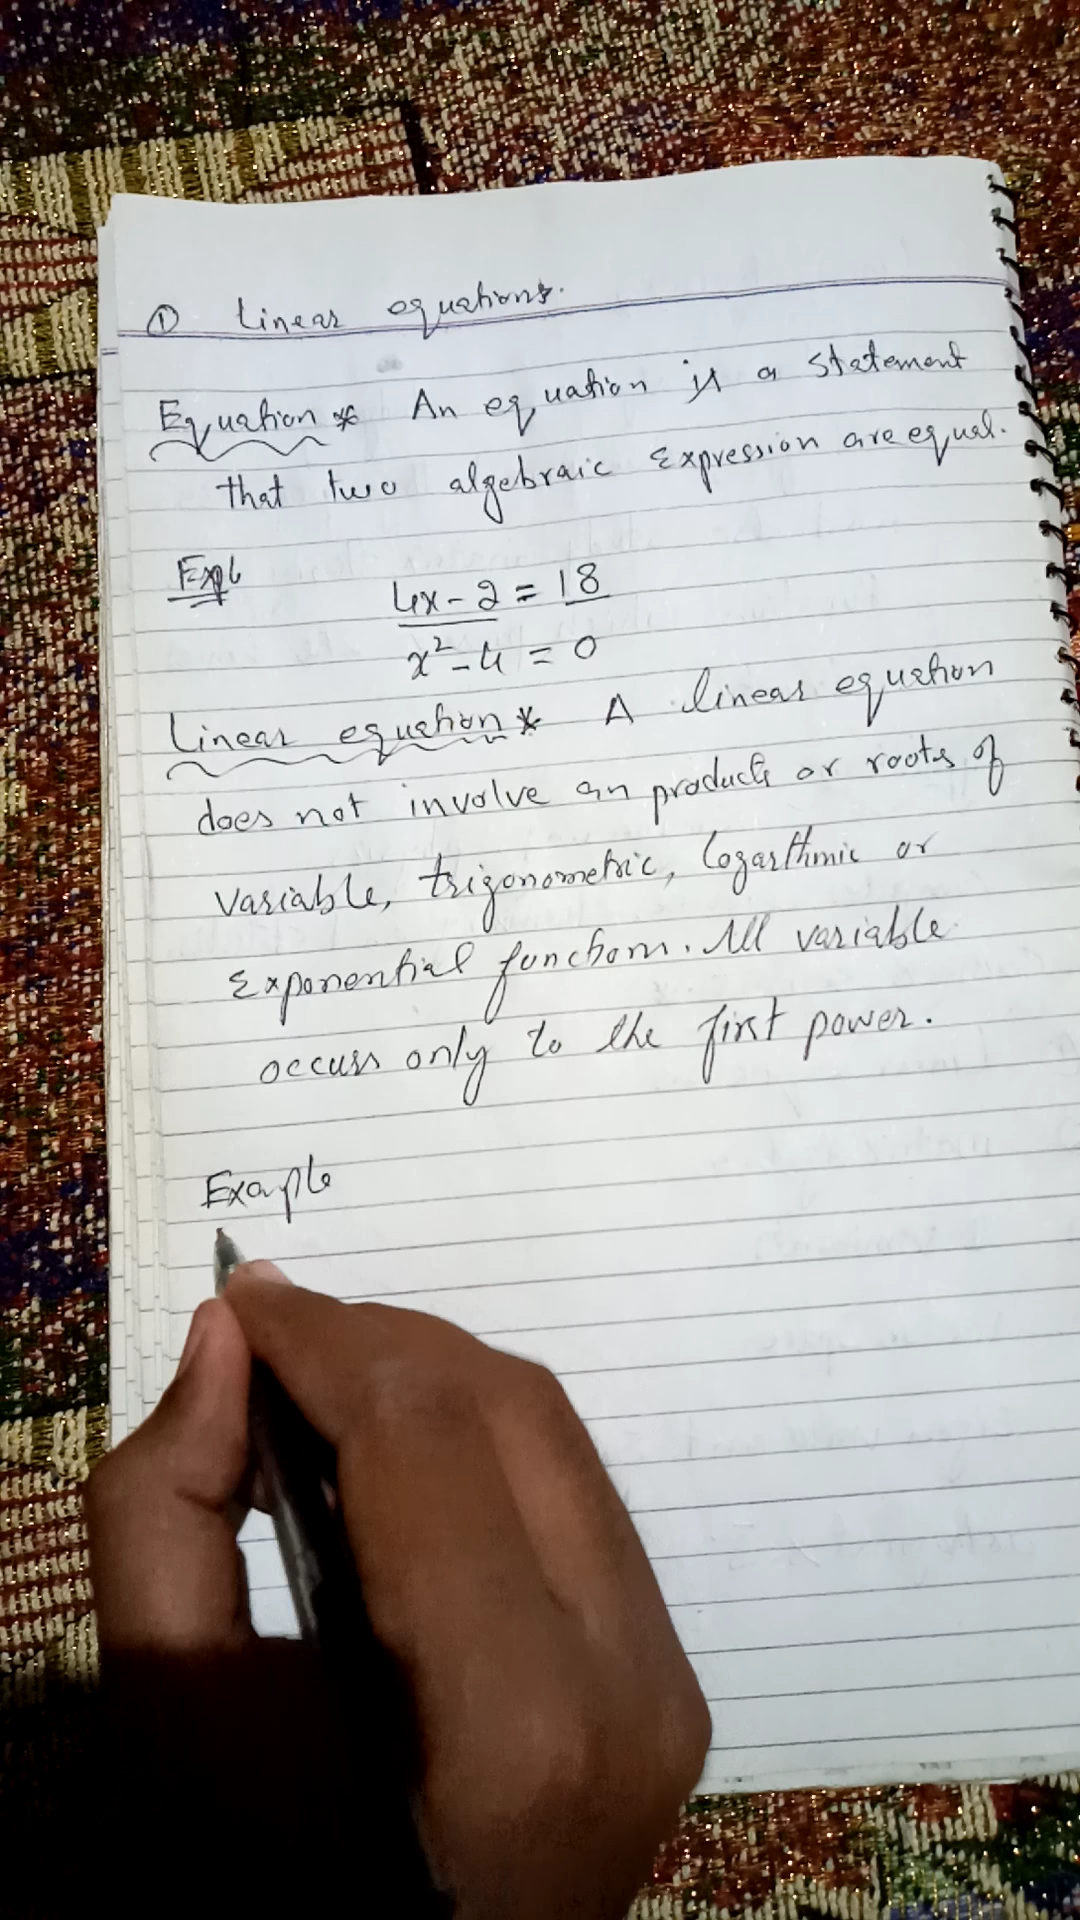 ① Linear equations.
Equation * An equation is a statement
that two algebraic Expression are equal.
Expl
4x - 2 = 18
x² - 4 = 0
Linear equation * A linear equation
does not involve an products or roots of
variable, trigonometric, logarthmic or
Exponential functions. All variable
occurs only to the first power.
Example